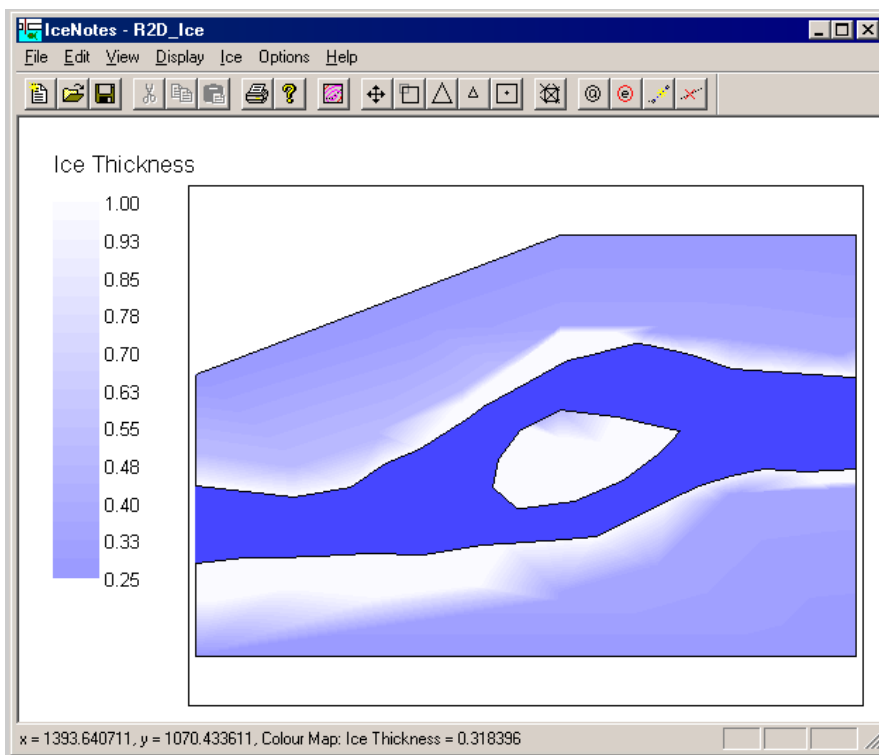 IceNotes - R2D_Ice
File Edit View Display Ice Options Help
Ice Thickness
1.00
0.93
0.85
0.78
0.70
0.63
0.55
0.48
0.40
0.33
0.25
x = 1393.640711, y = 1070.433611, Colour Map: Ice Thickness = 0.318396